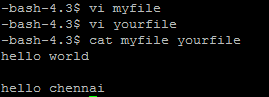 -bash-4.3$ vi myfile
-bash-4.3$ vi yourfile
-bash-4.3$ cat myfile yourfile
hello world

hello chennai